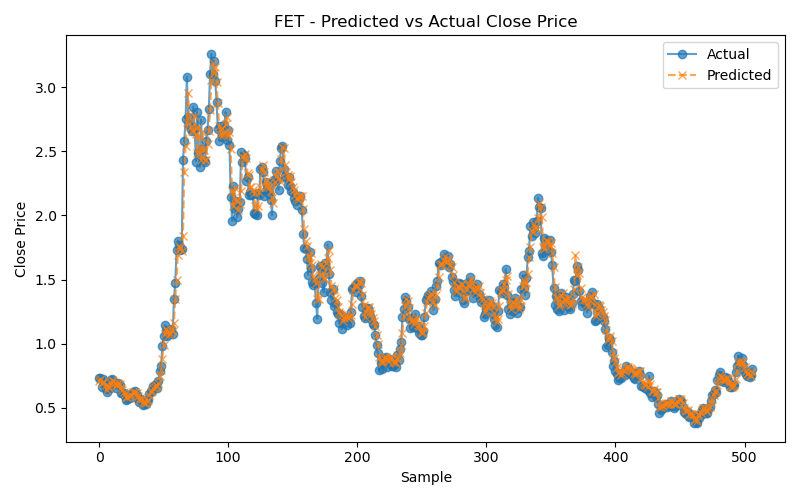 FET - Predicted vs Actual Close Price
Actual
Predicted
Close Price
3.0
2.5
2.0
1.5
1.0
0.5
0 100 200 300 400 500
Sample